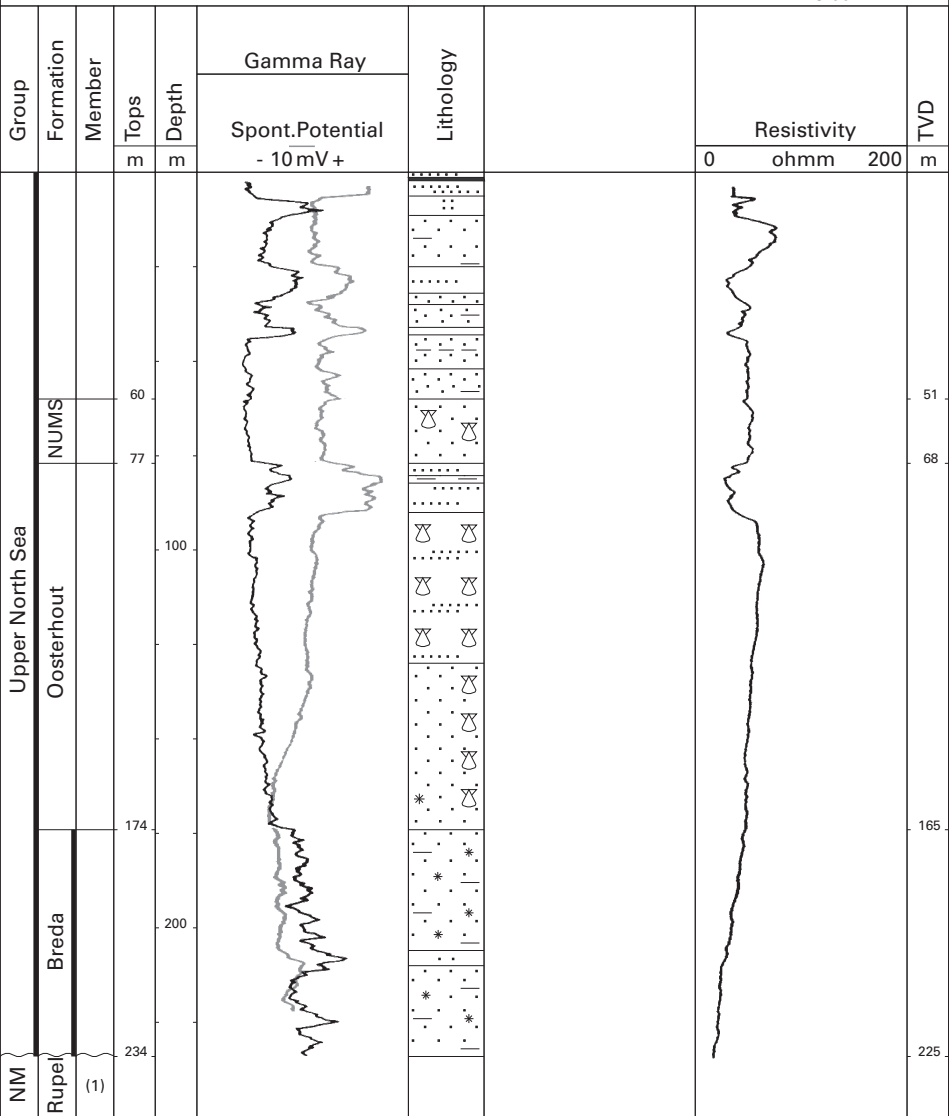 Group
Formation
Member
Tops
m
Depth
m
Gamma Ray
Spont.Potential
- 10 mV +
Lithology
Resistivity
0 ohmm 200
TVD
m
Upper North Sea
NUMS
Oosterhout
Breda
60
77
100
174
200
234
51
68
165
225
NM
Rupel
(1)